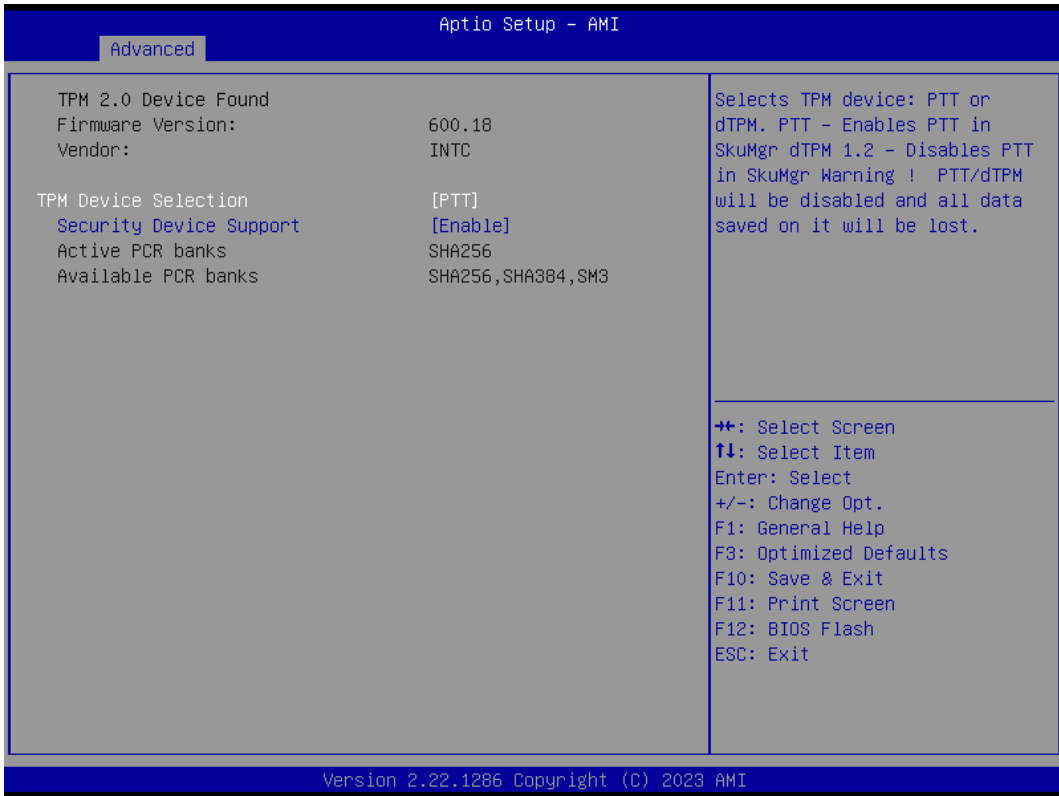 Aptio Setup – AMI
Advanced
TPM 2.0 Device Found
Firmware Version: 600.18
Vendor: INTC
TPM Device Selection [PTT]
Security Device Support [Enable]
Active PCR banks SHA256
Available PCR banks SHA256,SHA384,SM3
Selects TPM device: PTT or
dTPM. PTT – Enables PTT in
SkuMgr dTPM 1.2 – Disables PTT
in SkuMgr Warning !  PTT/dTPM
will be disabled and all data
saved on it will be lost.
→←: Select Screen
↑↓: Select Item
Enter: Select
+/-: Change Opt.
F1: General Help
F3: Optimized Defaults
F10: Save & Exit
F11: Print Screen
F12: BIOS Flash
ESC: Exit
Version 2.22.1286 Copyright (C) 2023 AMI